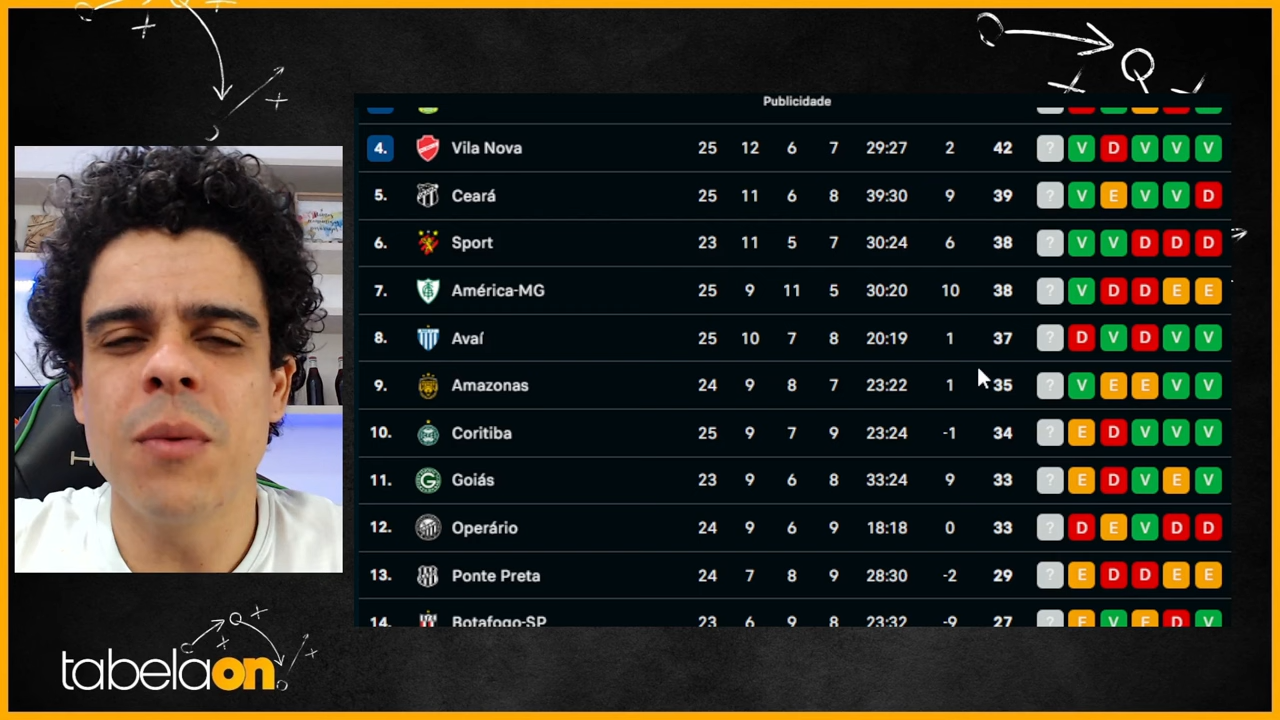 Publicidade
4. Vila Nova 25 12 6 7 29:27 2 42 ? V D V V V
5. Ceará 25 11 6 8 39:30 9 39 ? V E V V D
6. Sport 23 11 5 7 30:24 6 38 ? V V D D D
7. América-MG 25 9 11 5 30:20 10 38 ? V D D E E
8. Avaí 25 10 7 8 20:19 1 37 ? D V D V V
9. Amazonas 24 9 8 7 23:22 1 35 ? V E E V V
10. Coritiba 25 9 7 9 23:24 -1 34 ? E D V V V
11. Goiás 23 9 6 8 33:24 9 33 ? E D V E V
12. Operário 24 9 6 9 18:18 0 33 ? D E V D D
13. Ponte Preta 24 7 8 9 28:30 -2 29 ? E D D E E
14. Botafogo-SP 23 6 9 8 23:32 -9 27 ? E V E D V
tabelaon